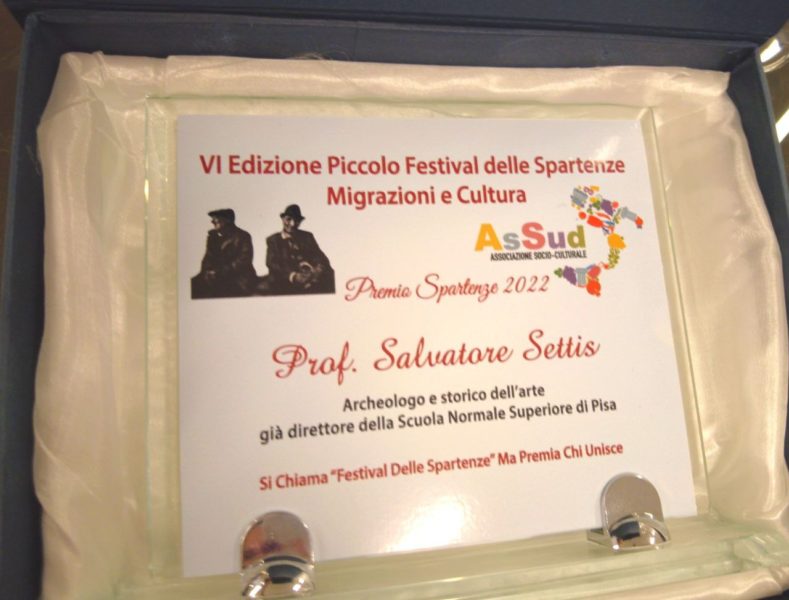 VI Edizione Piccolo Festival delle Spartenze
Migrazioni e Cultura
AsSud
ASSOCIAZIONE SOCIO-CULTURALE
Premio Spartenze 2022
Prof. Salvatore Settis
Archeologo e storico dell'arte
già direttore della Scuola Normale Superiore di Pisa
Si Chiama "Festival Delle Spartenze" Ma Premia Chi Unisce